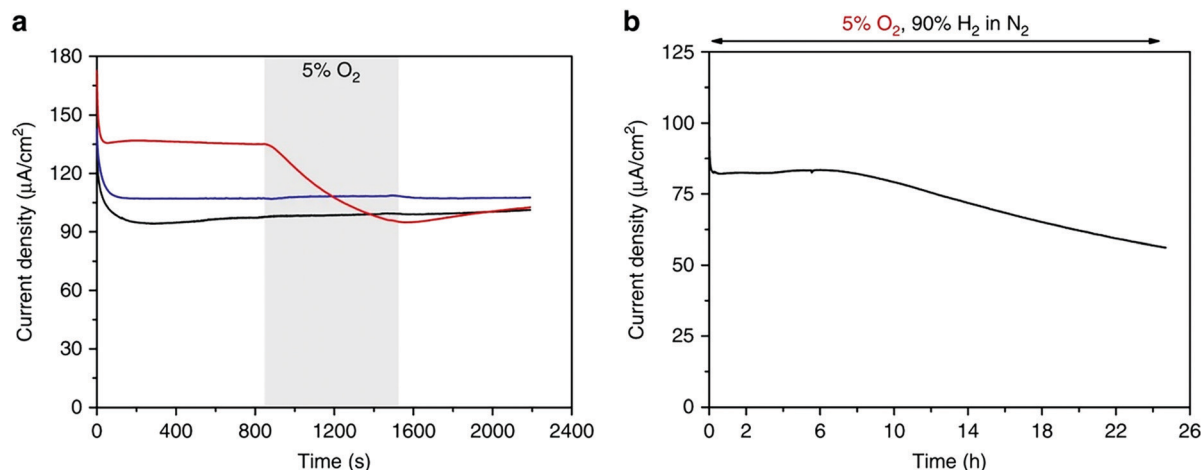 a
180
150
120
90
60
30
0
Current density (μA/cm²)
5% O₂
0 400 800 1200 1600 2000 2400
Time (s)
b
5% O₂, 90% H₂ in N₂
125
100
75
50
25
0
Current density (μA/cm²)
0 2 6 10 14 18 22 26
Time (h)